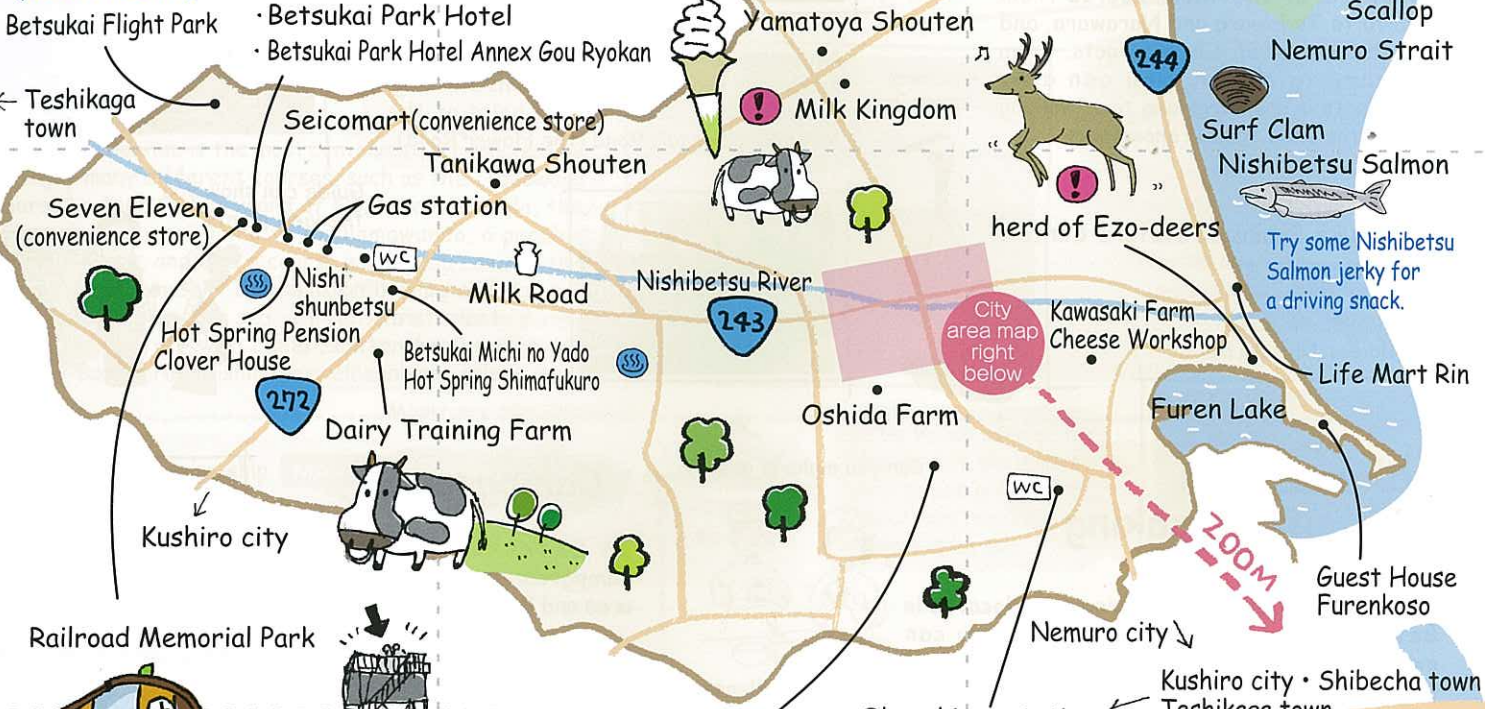 Betsukai Flight Park
・Betsukai Park Hotel
・Betsukai Park Hotel Annex Gou Ryokan
Yamatoya Shouten
Scallop
Nemuro Strait
244
← Teshikaga
town
Seicomart(convenience store)
Milk Kingdom
Surf Clam
Tanikawa Shouten
Nishibetsu Salmon
Seven Eleven
(convenience store)
Gas station
herd of Ezo-deers
Try some Nishibetsu
Salmon jerky for
a driving snack.
WC
Nishi
shunbetsu
Milk Road
Nishibetsu River
243
City
area map
right
below
Kawasaki Farm
Cheese Workshop
Hot Spring Pension
Clover House
Betsukai Michi no Yado
Hot Spring Shimafukuro
Life Mart Rin
272
Dairy Training Farm
Oshida Farm
Furen Lake
WC
Kushiro city
ZOOM
Guest House
Furenkoso
Railroad Memorial Park
Nemuro city
Kushiro city・Shibecha town
Teshikaga town